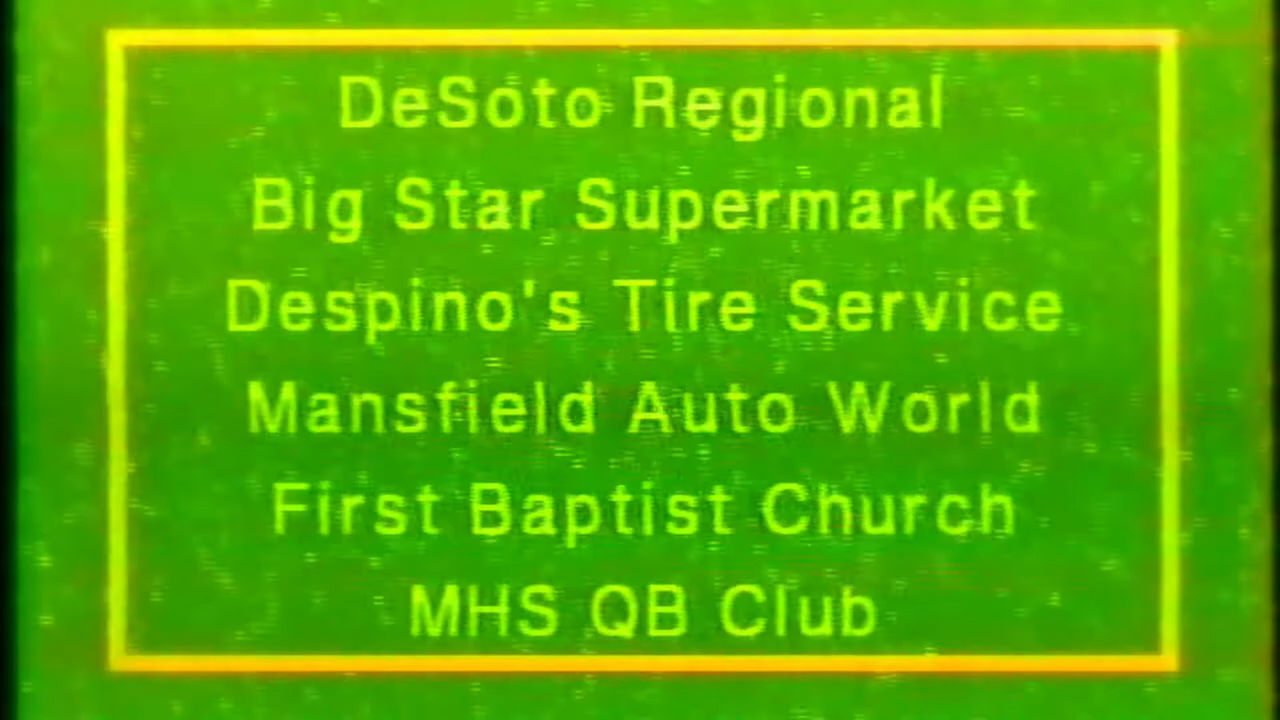 DeSoto Regional
Big Star Supermarket
Despino's Tire Service
Mansfield Auto World
First Baptist Church
MHS QB Club